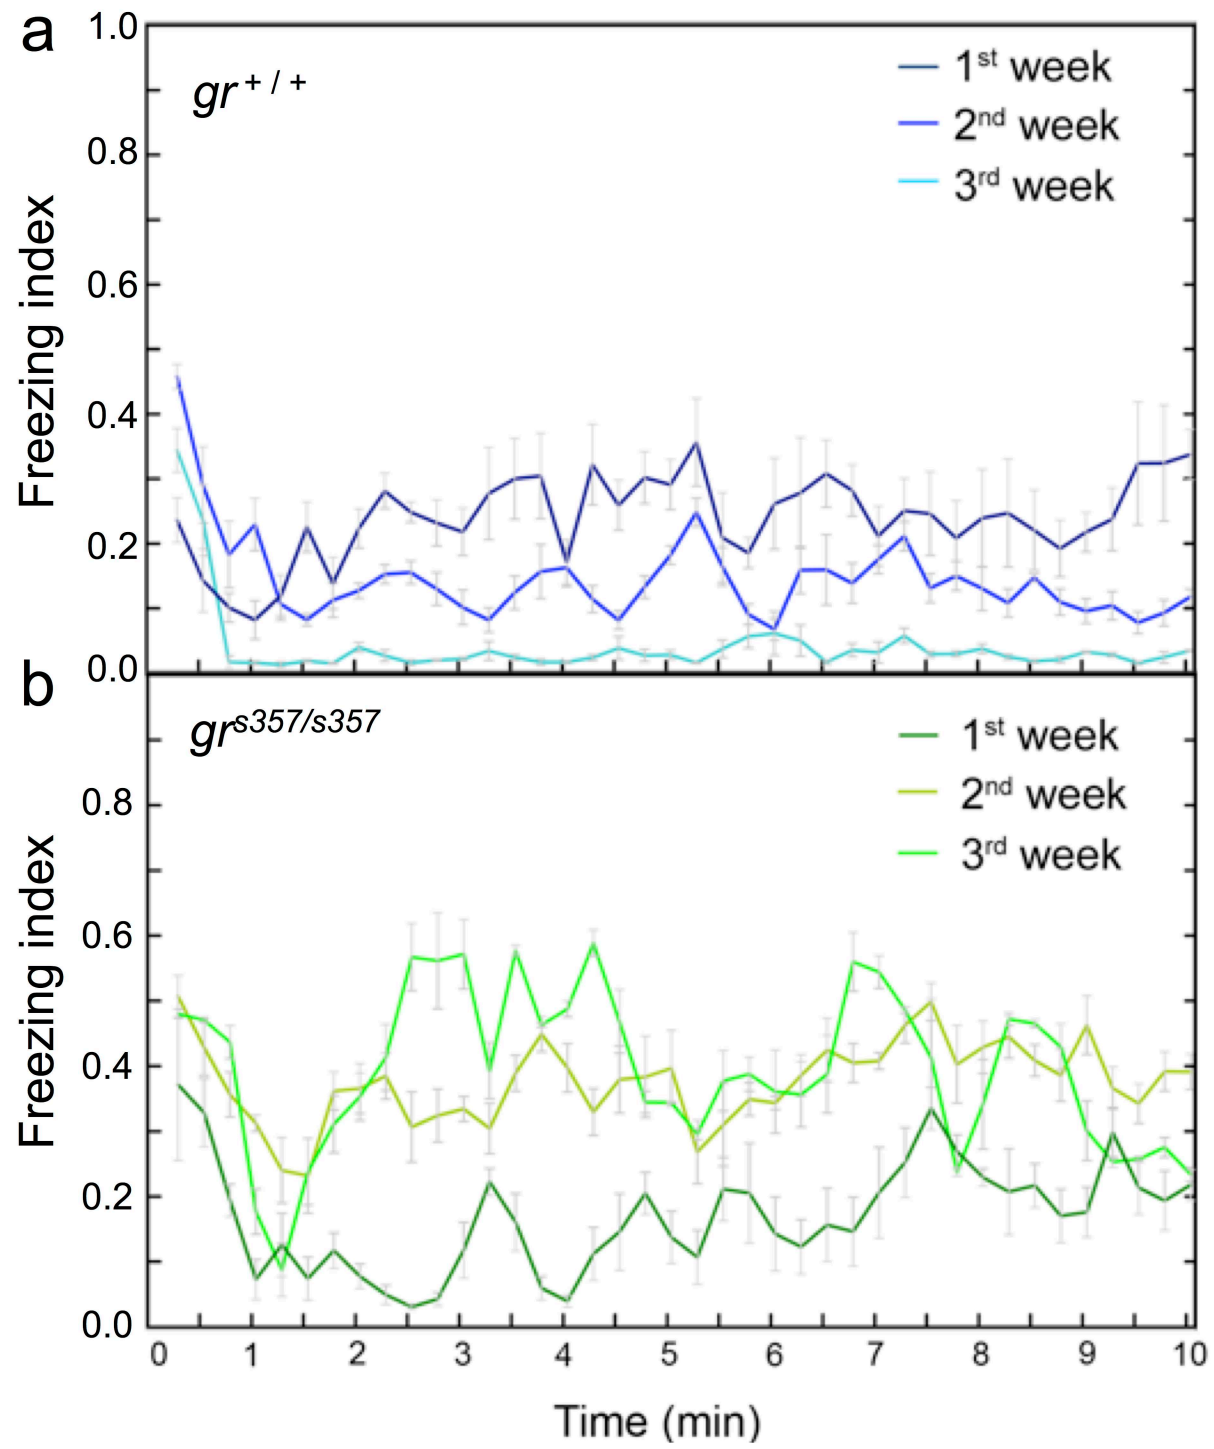 a
1.0
0.8
0.6
0.4
0.2
0.0
Freezing index
gr+/+
1st week
2nd week
3rd week
b
0.8
0.6
0.4
0.2
0.0
Freezing index
grs357/s357
1st week
2nd week
3rd week
0 1 2 3 4 5 6 7 8 9 10
Time (min)